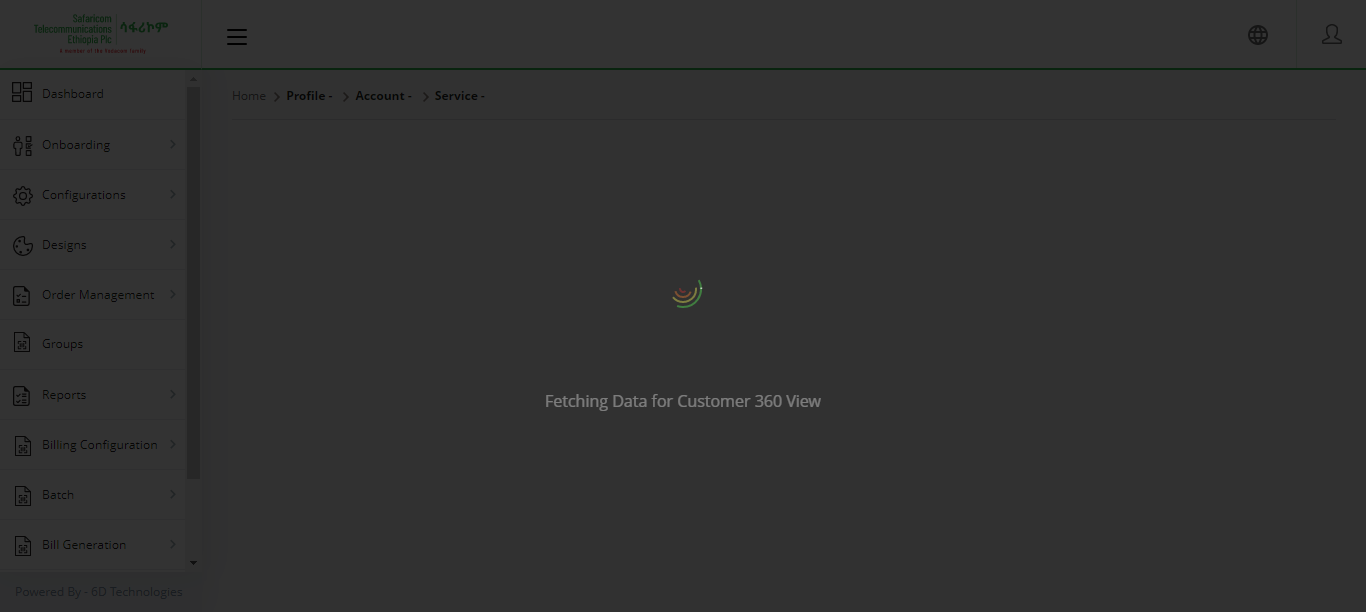 Safaricom
Telecommunications
Ethiopia Plc
ሳፋሪኮም
A member of the Vodacom family
Home
Profile -
Account -
Service -
Dashboard
Onboarding
Configurations
Designs
Order Management
Groups
Reports
Billing Configuration
Batch
Bill Generation
Fetching Data for Customer 360 View
Powered By - 6D Technologies